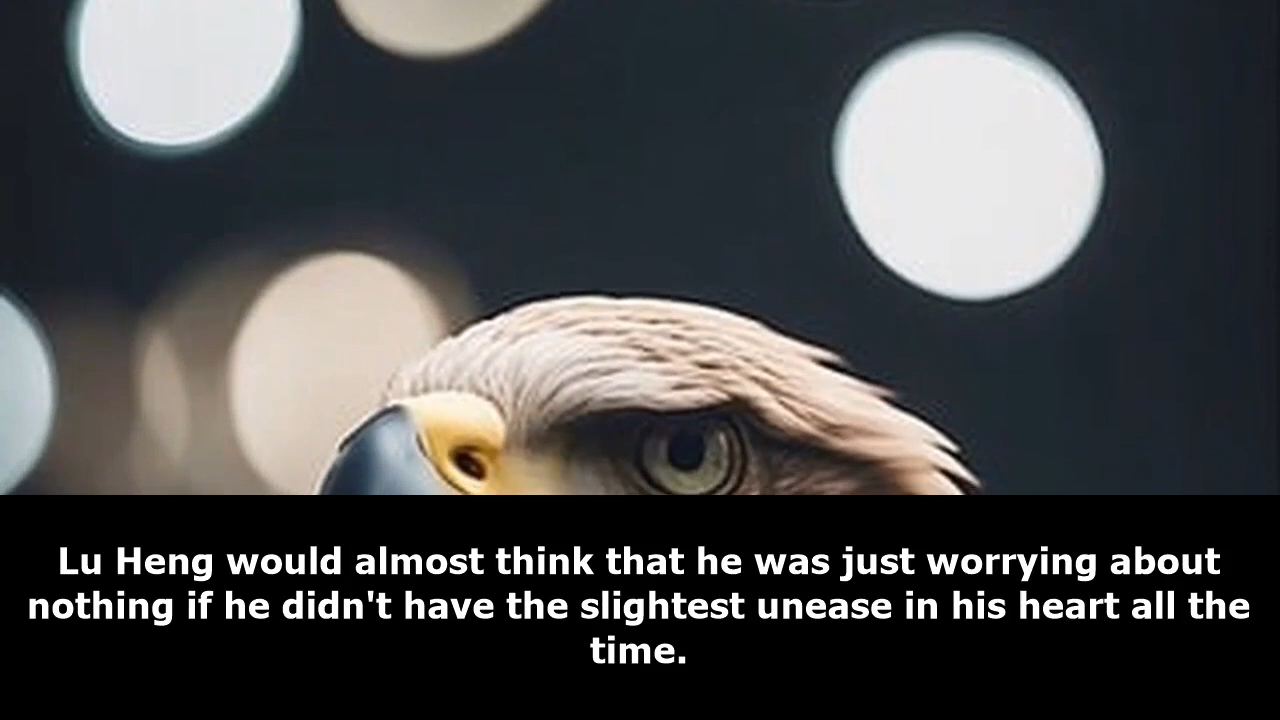 Lu Heng would almost think that he was just worrying about
nothing if he didn't have the slightest unease in his heart all the
time.